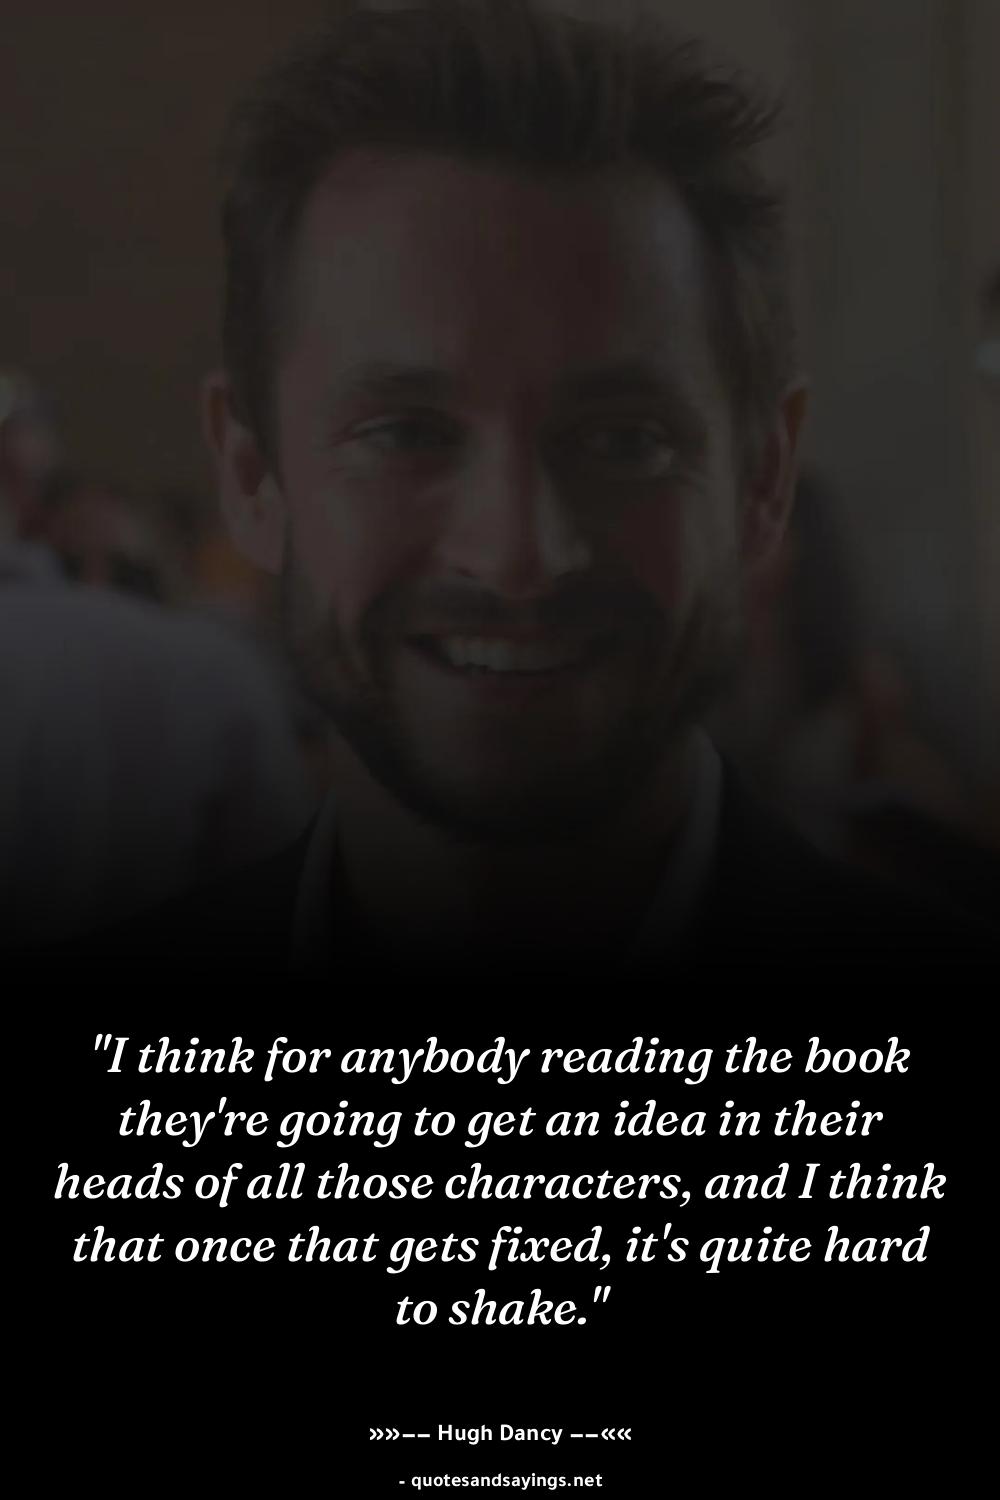 "I think for anybody reading the book
they're going to get an idea in their
heads of all those characters, and I think
that once that gets fixed, it's quite hard
to shake."
»»–– Hugh Dancy ––««
- quotesandsayings.net